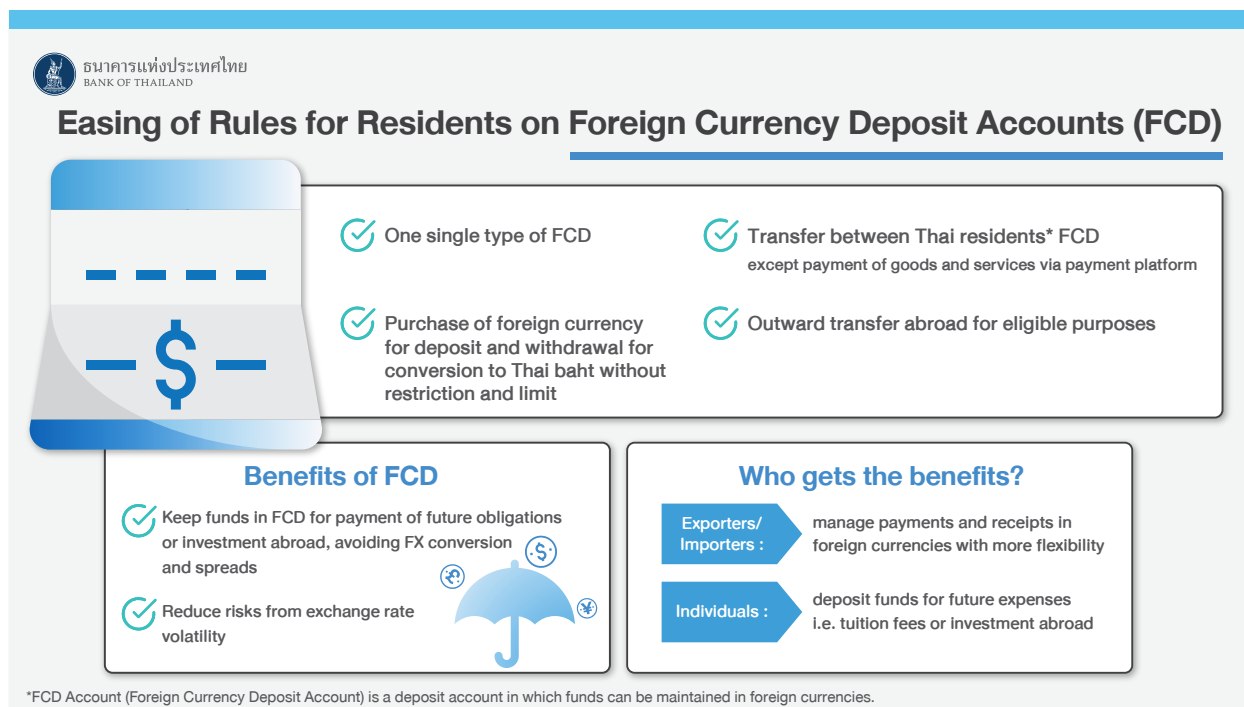 ธนาคารแห่งประเทศไทย
BANK OF THAILAND
Easing of Rules for Residents on Foreign Currency Deposit Accounts (FCD)
One single type of FCD
Transfer between Thai residents* FCD
except payment of goods and services via payment platform
Purchase of foreign currency
for deposit and withdrawal for
conversion to Thai baht without
restriction and limit
Outward transfer abroad for eligible purposes
$
Benefits of FCD
Keep funds in FCD for payment of future obligations
or investment abroad, avoiding FX conversion
and spreads
Reduce risks from exchange rate
volatility
Who gets the benefits?
Exporters/
Importers :
manage payments and receipts in
foreign currencies with more flexibility
Individuals :
deposit funds for future expenses
i.e. tuition fees or investment abroad
*FCD Account (Foreign Currency Deposit Account) is a deposit account in which funds can be maintained in foreign currencies.